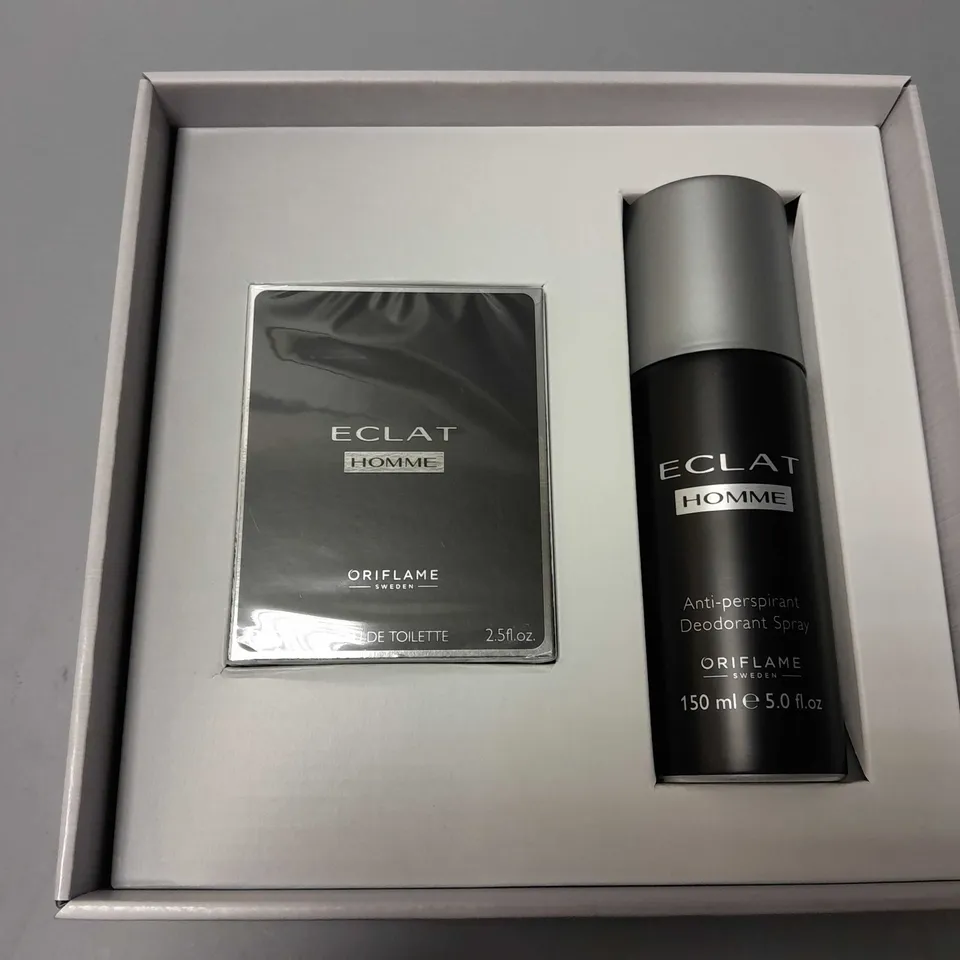 ECLAT
HOMME
ORIFLAME
SWEDEN
DE TOILETTE 2.5fl.oz.
ECLAT
HOMME
Anti-perspirant
Deodorant Spray
ORIFLAME
SWEDEN
150 ml e 5.0 fl.oz